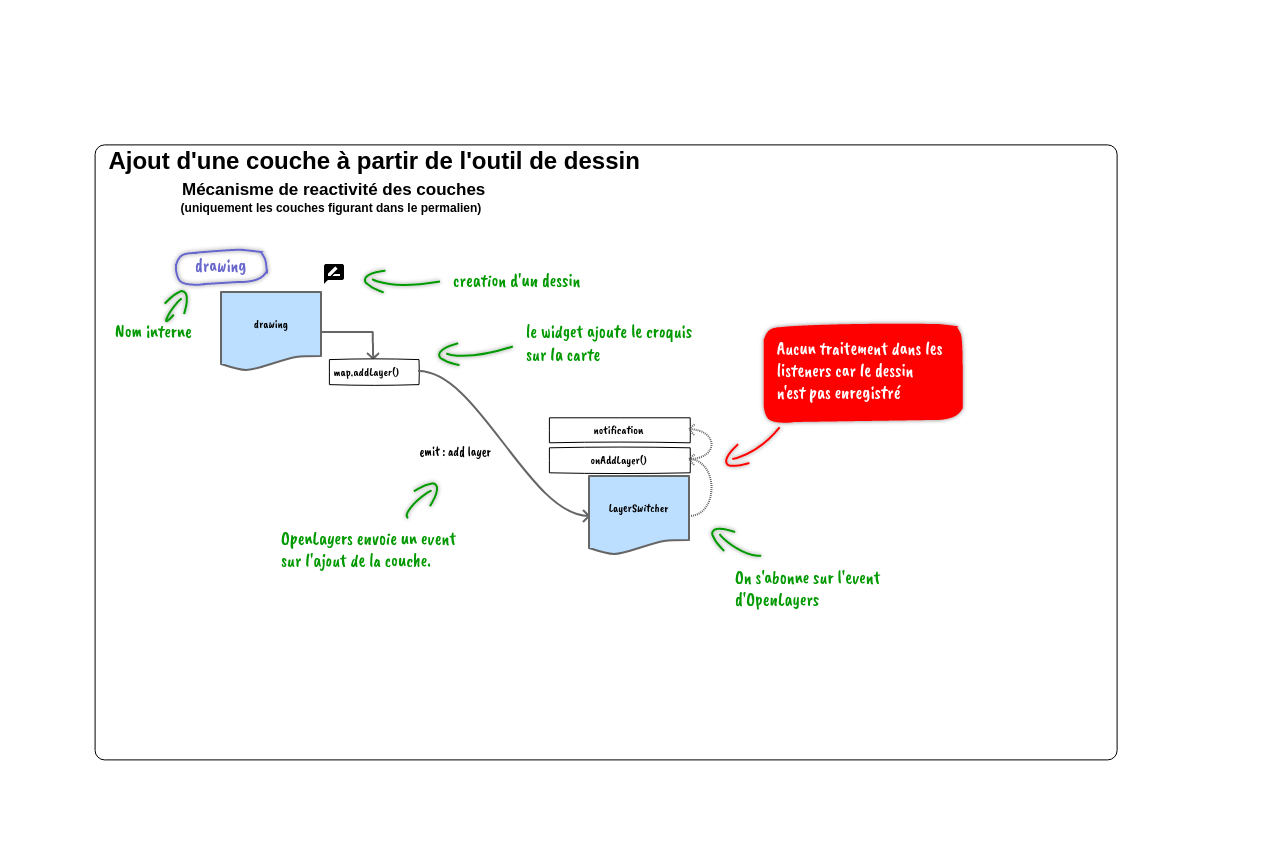 Ajout d'une couche à partir de l'outil de dessin
Mécanisme de reactivité des couches
(uniquement les couches figurant dans le permalien)
drawing
creation d'un dessin
Nom interne
drawing
le widget ajoute le croquis
sur la carte
map.addLayer()
Aucun traitement dans les
listeners car le dessin
n'est pas enregistré
notification
emit : add layer
onAddLayer()
LayerSwitcher
OpenLayers envoie un event
sur l'ajout de la couche.
On s'abonne sur l'event
d'OpenLayers